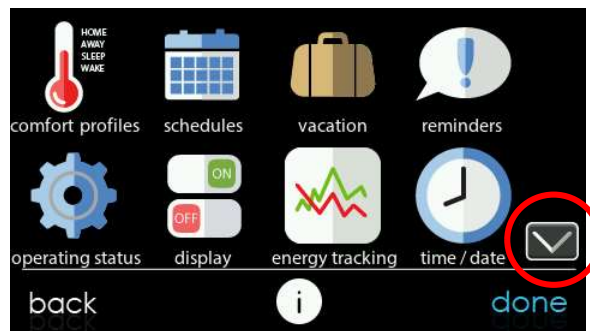 HOME
AWAY
SLEEP
WAKE
comfort profiles schedules vacation reminders
ON
OFF
operating status display energy tracking time / date
back i done